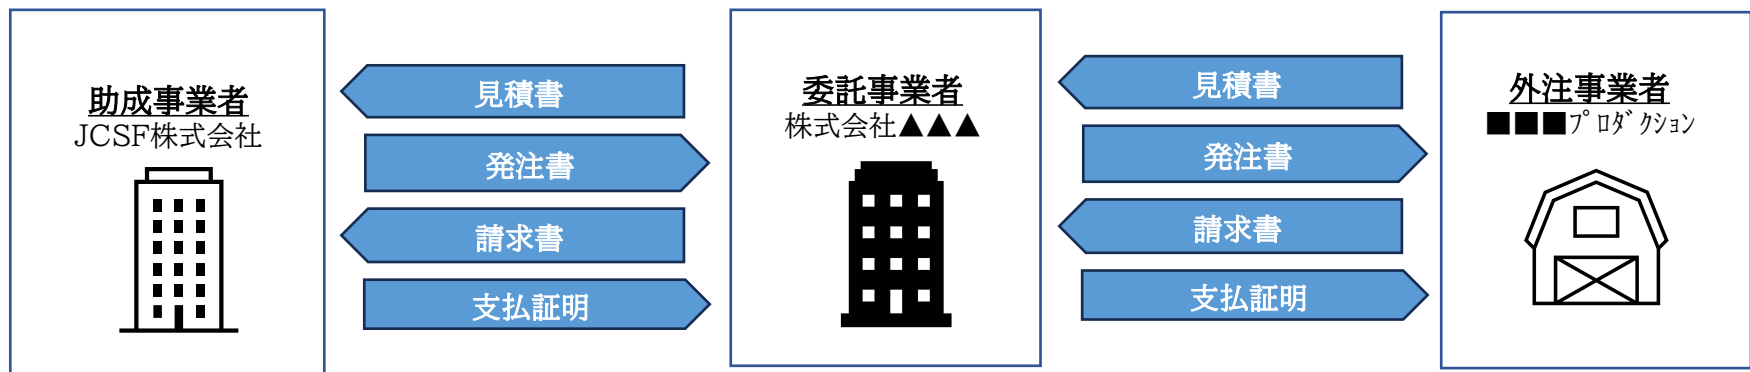 助成事業者
JCSF株式会社
見積書
発注書
請求書
支払証明
委託事業者
株式会社▲▲▲
見積書
発注書
請求書
支払証明
外注事業者
■■■ﾌﾟﾛﾀﾞｸｼｮﾝ